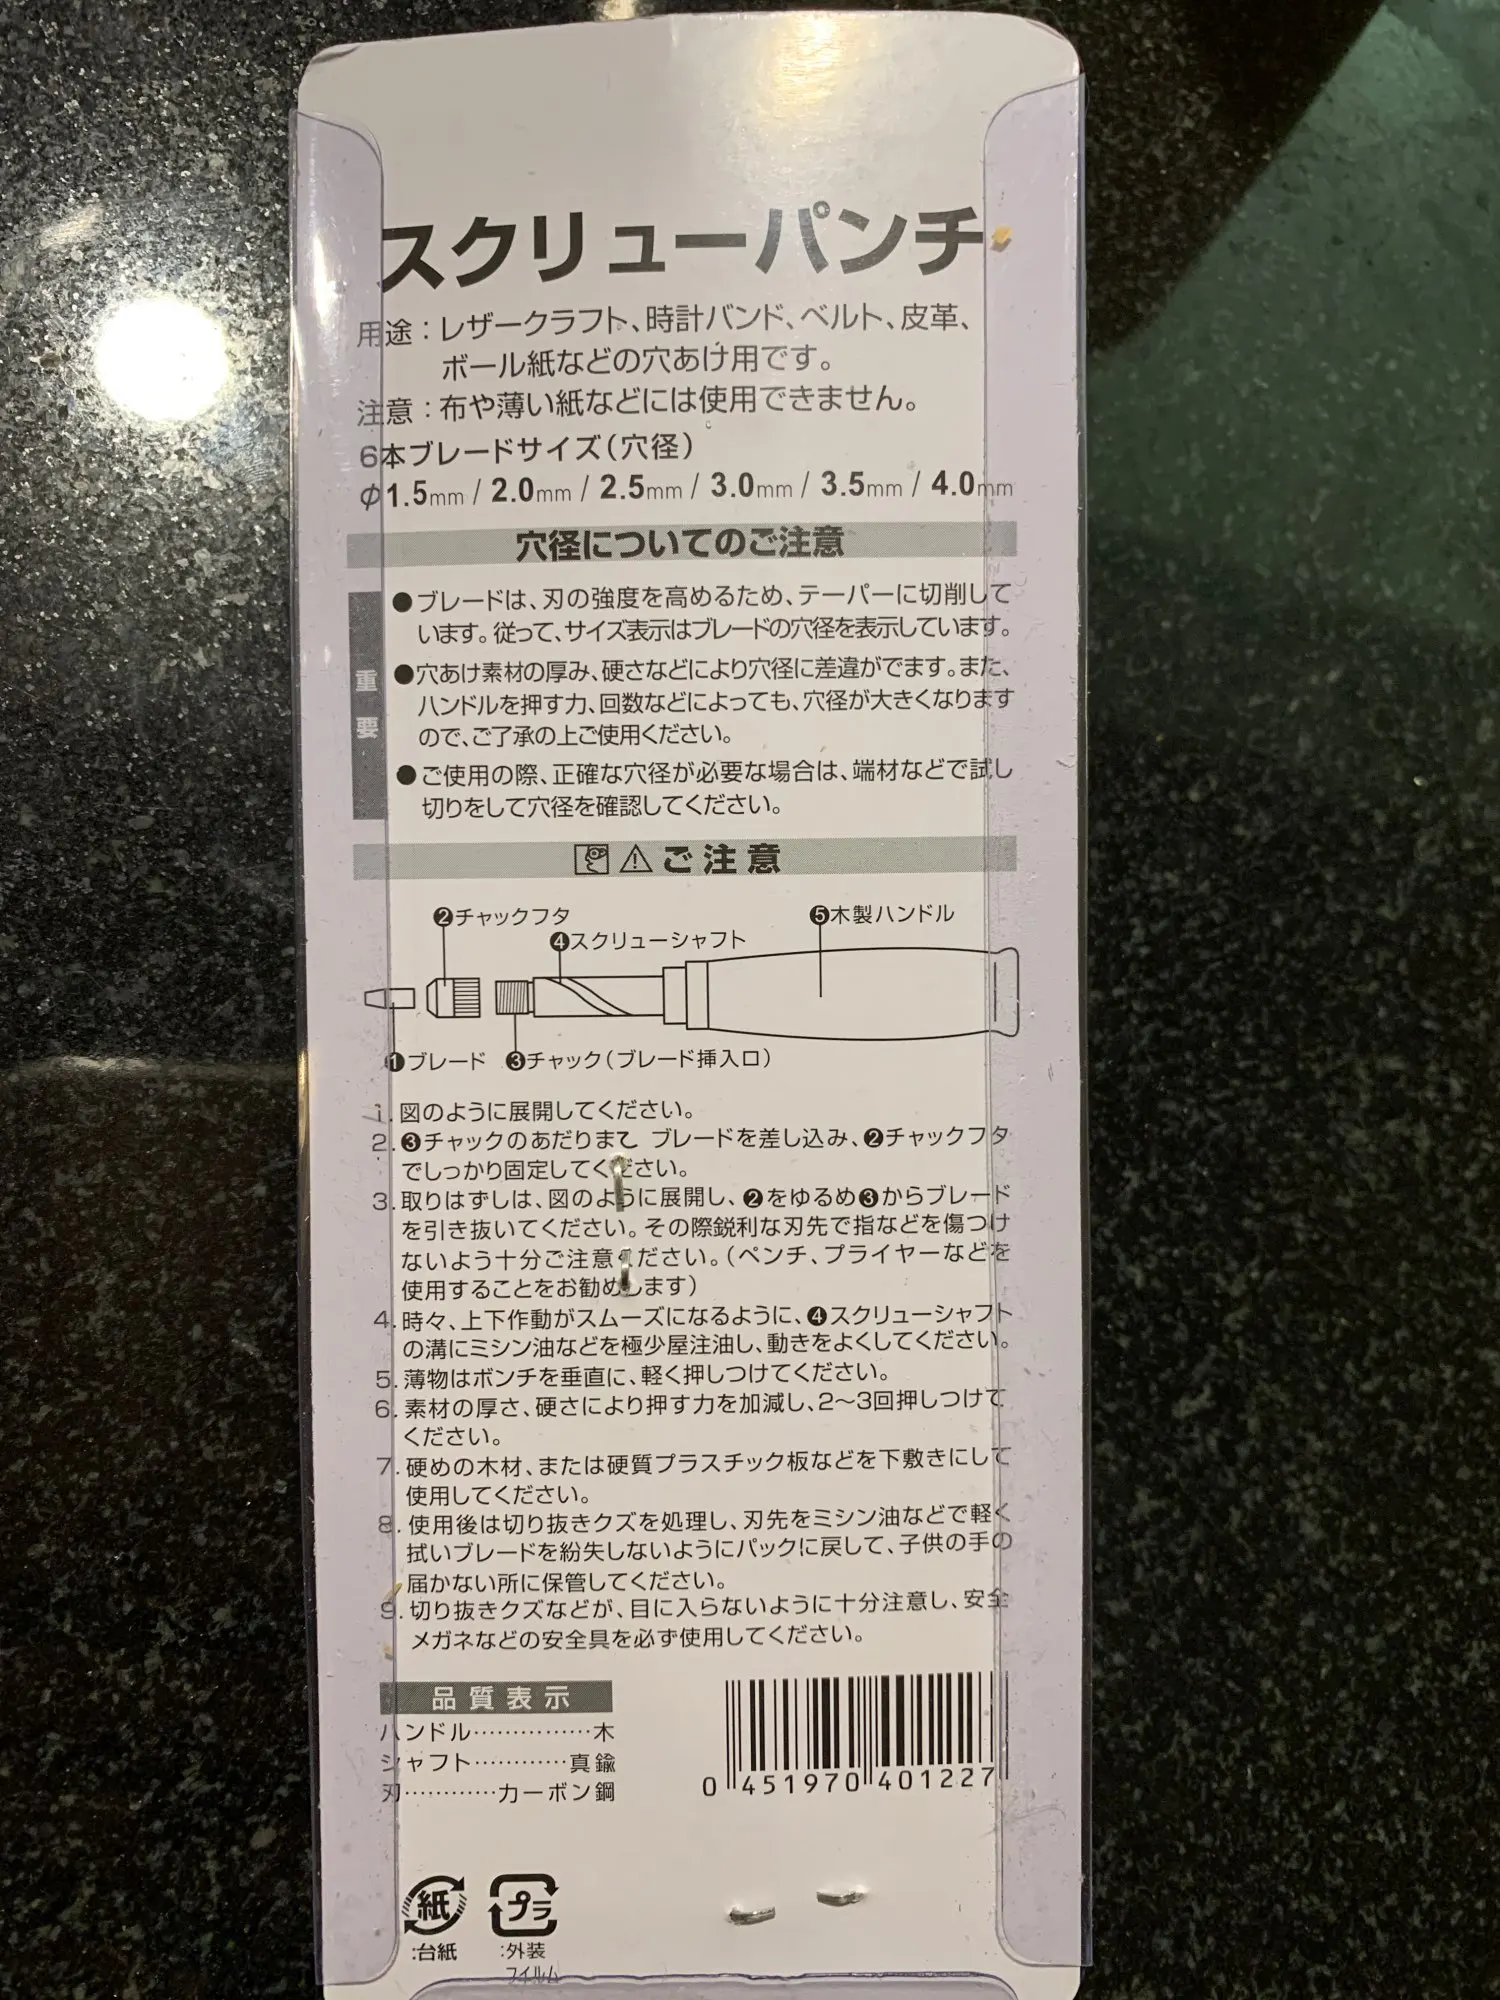 スクリューパンチ
用途：レザークラフト、時計バンド、ベルト、皮革、
ボール紙などの穴あけ用です。
注意：布や薄い紙などには使用できません。
6本ブレードサイズ（穴径）
φ1.5mm / 2.0mm / 2.5mm / 3.0mm / 3.5mm / 4.0mm
穴径についてのご注意
重要
●ブレードは、刃の強度を高めるため、テーパーに切削して
います。従って、サイズ表示はブレードの穴径を表示しています。
●穴あけ素材の厚み、硬さなどにより穴径に差違がでます。また、
ハンドルを押す力、回数などによっても、穴径が大きくなります
ので、ご了承の上ご使用ください。
●ご使用の際、正確な穴径が必要な場合は、端材などで試し
切りをして穴径を確認してください。
ご注意
❷チャックフタ
❺木製ハンドル
❹スクリューシャフト
❶ブレード ❸チャック（ブレード挿入口）
1. 図のように展開してください。
2. ❸チャックのあだりまて ブレードを差し込み、❷チャックフタ
でしっかり固定してください。
3. 取りはずしは、図のように展開し、❷をゆるめ❸からブレード
を引き抜いてください。その際鋭利な刃先で指などを傷つけ
ないよう十分ご注意ください。（ペンチ、プライヤーなどを
使用することをお勧めします）
4. 時々、上下作動がスムーズになるように、❹スクリューシャフト
の溝にミシン油などを極少屋注油し、動きをよくしてください。
5. 薄物はポンチを垂直に、軽く押しつけてください。
6. 素材の厚さ、硬さにより押す力を加減し、2〜3回押しつけて
ください。
7. 硬めの木材、または硬質プラスチック板などを下敷きにして
使用してください。
8. 使用後は切り抜きクズを処理し、刃先をミシン油などで軽く
拭いブレードを紛失しないようにパックに戻して、子供の手の
届かない所に保管してください。
9. 切り抜きクズなどが、目に入らないように十分注意し、安全
メガネなどの安全具を必ず使用してください。
品質表示
ハンドル……………木
シャフト…………真鍮
刃…………カーボン鋼
0 451970 401227
紙 プラ
:台紙 :外装
フイルム